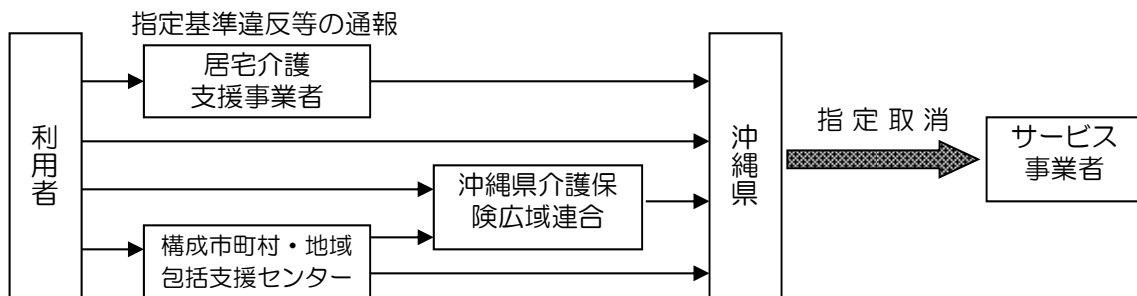 指定基準違反等の通報
居宅介護
支援事業者
利用者
沖縄県介護保
険広域連合
構成市町村・地域
包括支援センター
沖縄県
指定取消
サービス
事業者